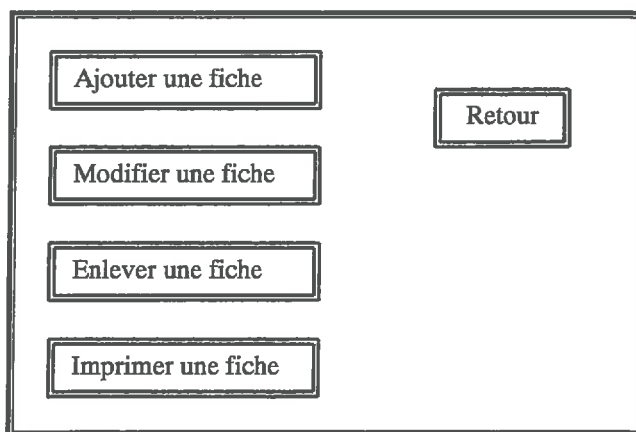 Ajouter une fiche
Retour
Modifier une fiche
Enlever une fiche
Imprimer une fiche